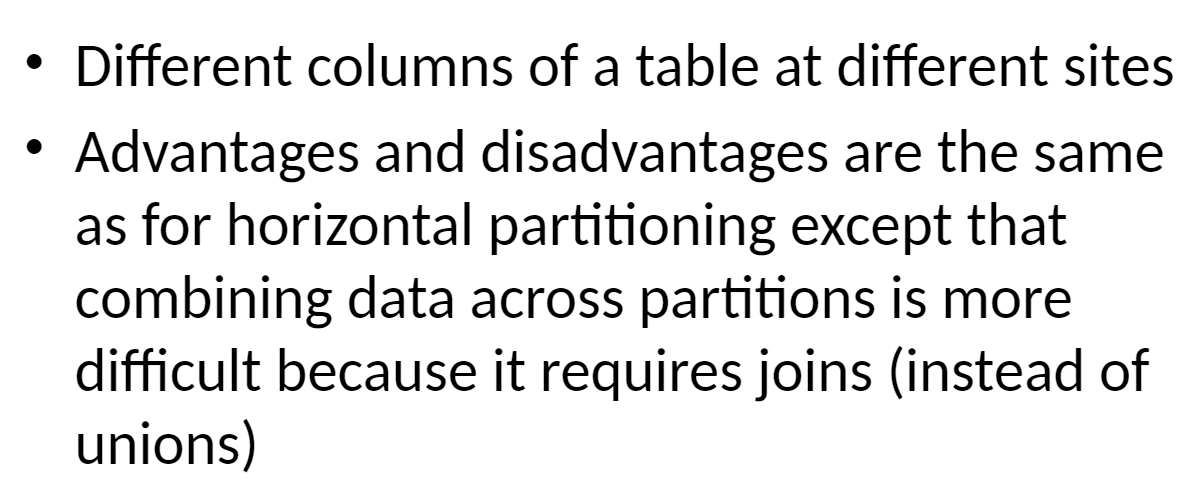 • Different columns of a table at different sites
• Advantages and disadvantages are the same
as for horizontal partitioning except that
combining data across partitions is more
difficult because it requires joins (instead of
unions)